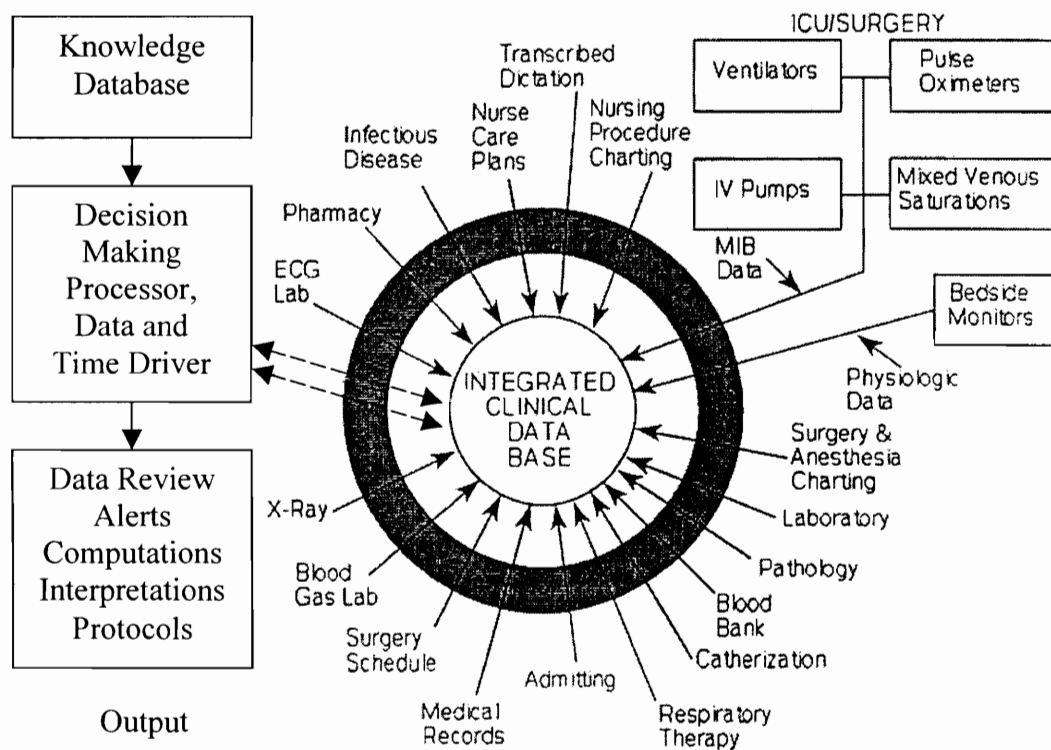 Knowledge
Database
Decision
Making
Processor,
Data and
Time Driver
Data Review
Alerts
Computations
Interpretations
Protocols
Output
Transcribed
Dictation
Nurse
Care
Plans
Nursing
Procedure
Charting
Infectious
Disease
Pharmacy
ECG
Lab
X-Ray
Blood
Gas Lab
Surgery
Schedule
Medical
Records
Admitting
Respiratory
Therapy
Catherization
Blood
Bank
Pathology
Laboratory
Surgery &
Anesthesia
Charting
Physiologic
Data
Bedside
Monitors
MIB
Data
ICU/SURGERY
Ventilators
Pulse
Oximeters
IV Pumps
Mixed Venous
Saturations
INTEGRATED
CLINICAL
DATA
BASE